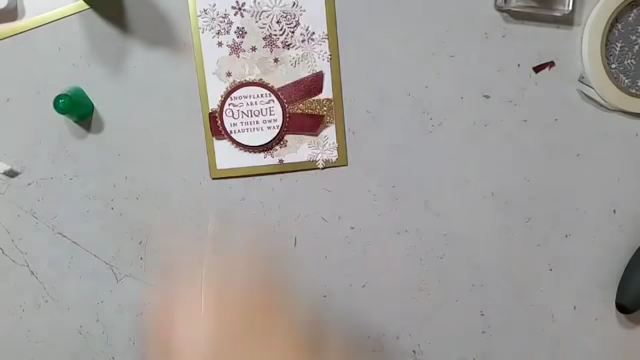 SNOWFLAKES
ARE
UNIQUE
IN THEIR OWN
BEAUTIFUL WAY